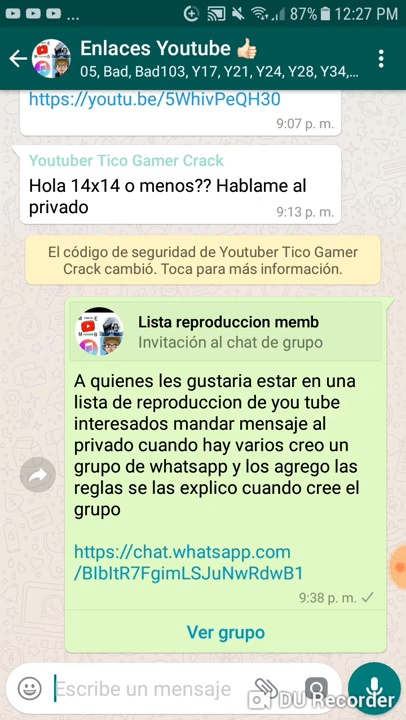 ... 87% 12:27 PM
Enlaces Youtube 👍🏻
05, Bad, Bad103, Y17, Y21, Y24, Y28, Y34,...
https://youtu.be/5WhivPeQH30
9:07 p. m.
Youtuber Tico Gamer Crack
Hola 14x14 o menos?? Hablame al
privado
9:13 p. m.
El código de seguridad de Youtuber Tico Gamer
Crack cambió. Toca para más información.
Lista reproduccion memb
Invitación al chat de grupo
A quienes les gustaria estar en una
lista de reproduccion de you tube
interesados mandar mensaje al
privado cuando hay varios creo un
grupo de whatsapp y los agrego las
reglas se las explico cuando cree el
grupo
https://chat.whatsapp.com
/BIbItR7FgimLSJuNwRdwB1
9:38 p. m.
Ver grupo
Escribe un mensaje
DU Recorder